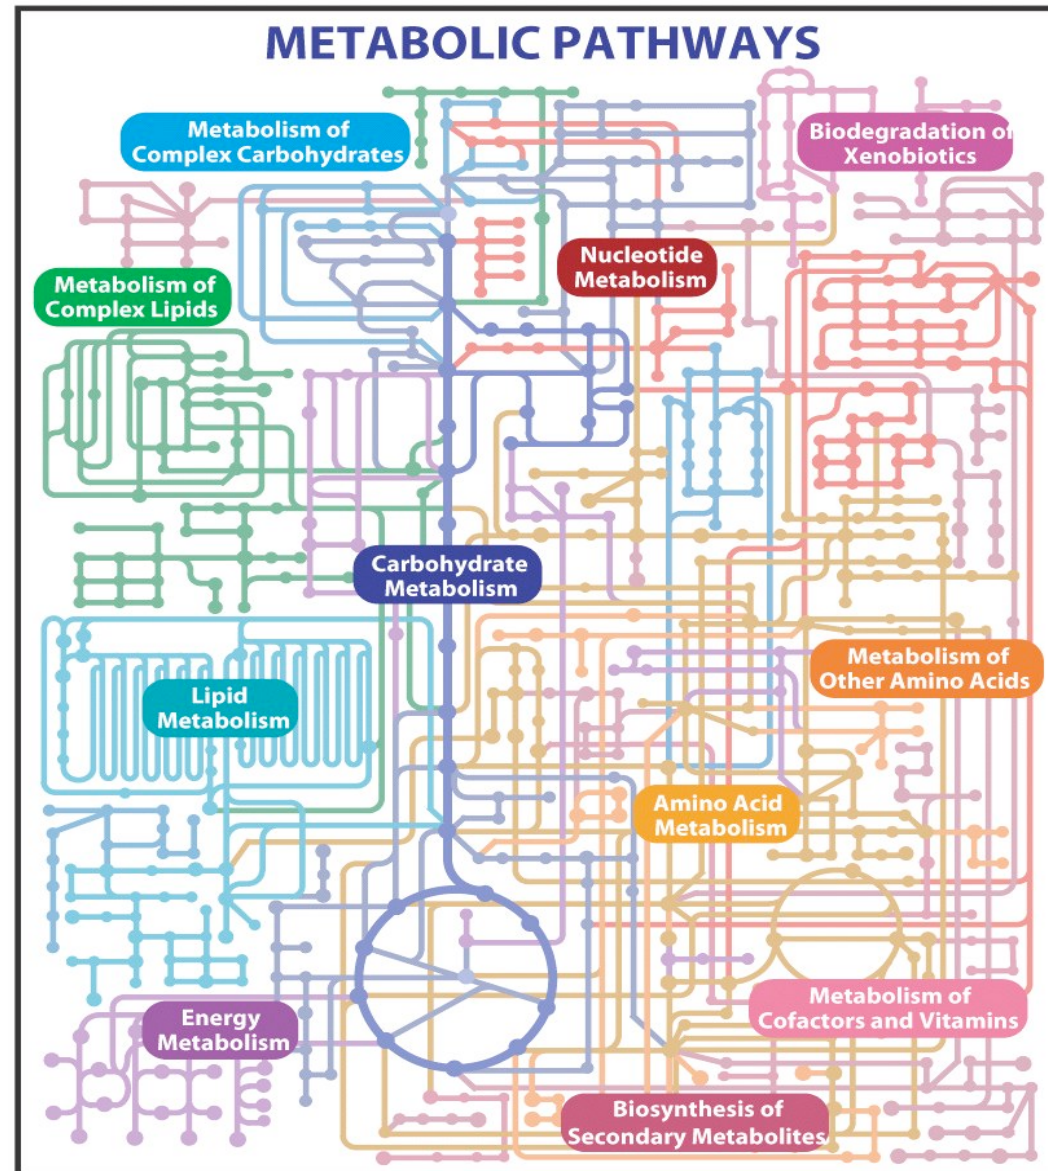 METABOLIC PATHWAYS
Metabolism of
Complex Carbohydrates
Biodegradation of
Xenobiotics
Nucleotide
Metabolism
Metabolism of
Complex Lipids
Carbohydrate
Metabolism
Metabolism of
Other Amino Acids
Lipid
Metabolism
Amino Acid
Metabolism
Metabolism of
Cofactors and Vitamins
Energy
Metabolism
Biosynthesis of
Secondary Metabolites